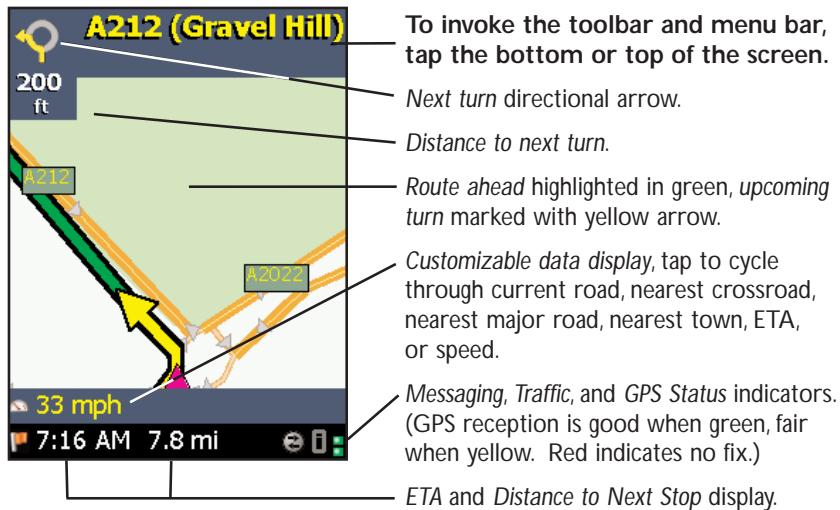 A212 (Gravel Hill)
200
ft
A212
A2022
33 mph
7:16 AM 7.8 mi
To invoke the toolbar and menu bar,
tap the bottom or top of the screen.
Next turn directional arrow.
Distance to next turn.
Route ahead highlighted in green, upcoming
turn marked with yellow arrow.
Customizable data display, tap to cycle
through current road, nearest crossroad,
nearest major road, nearest town, ETA,
or speed.
Messaging, Traffic, and GPS Status indicators.
(GPS reception is good when green, fair
when yellow. Red indicates no fix.)
ETA and Distance to Next Stop display.